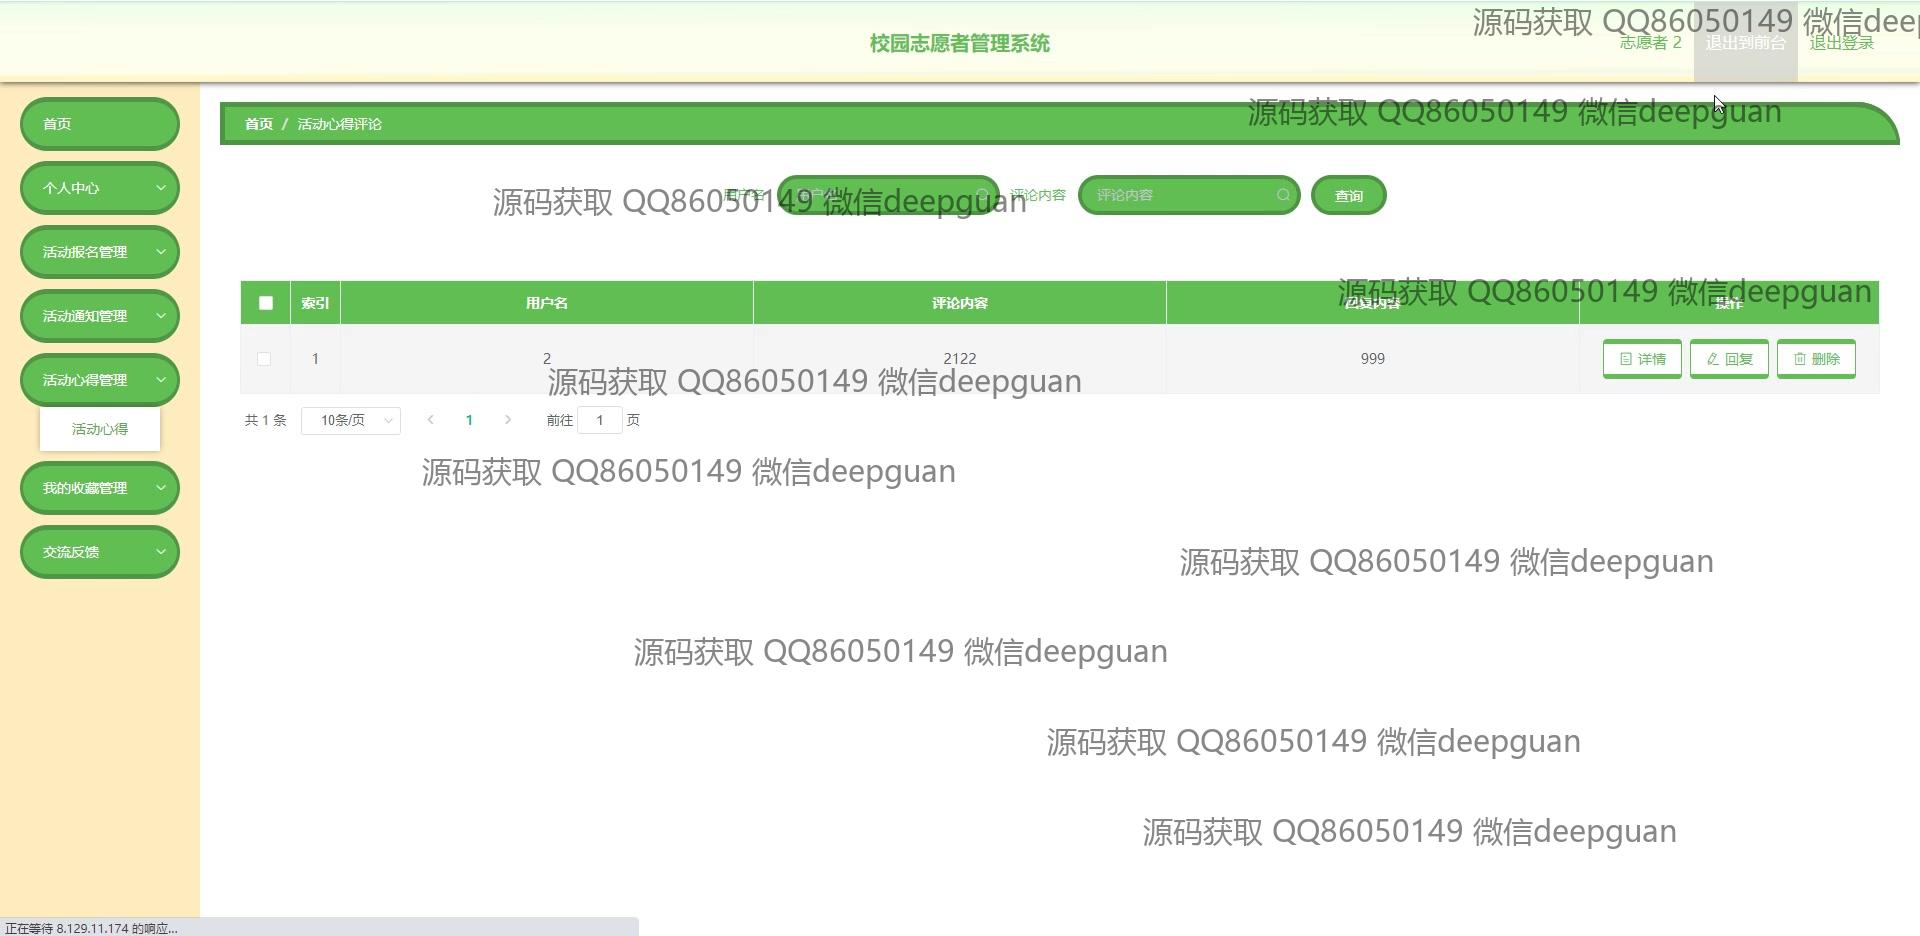 源码获取 QQ86050149 微信deep
校园志愿者管理系统
志愿者 2 退出到前台 退出登录
首页
首页 / 活动心得评论
源码获取 QQ86050149 微信deepguan
个人中心
用户名 用户名 评论内容 评论内容 查询
源码获取 QQ86050149 微信deepguan
活动报名管理
源码获取 QQ86050149 微信deepguan
索引 用户名 评论内容 回复内容 操作
活动通知管理
1 2 2122 999 详情 回复 删除
活动心得管理
源码获取 QQ86050149 微信deepguan
共 1 条 10条/页 1 前往 1 页
活动心得
源码获取 QQ86050149 微信deepguan
我的收藏管理
交流反馈
源码获取 QQ86050149 微信deepguan
源码获取 QQ86050149 微信deepguan
源码获取 QQ86050149 微信deepguan
源码获取 QQ86050149 微信deepguan
正在等待 8.129.11.174 的响应...